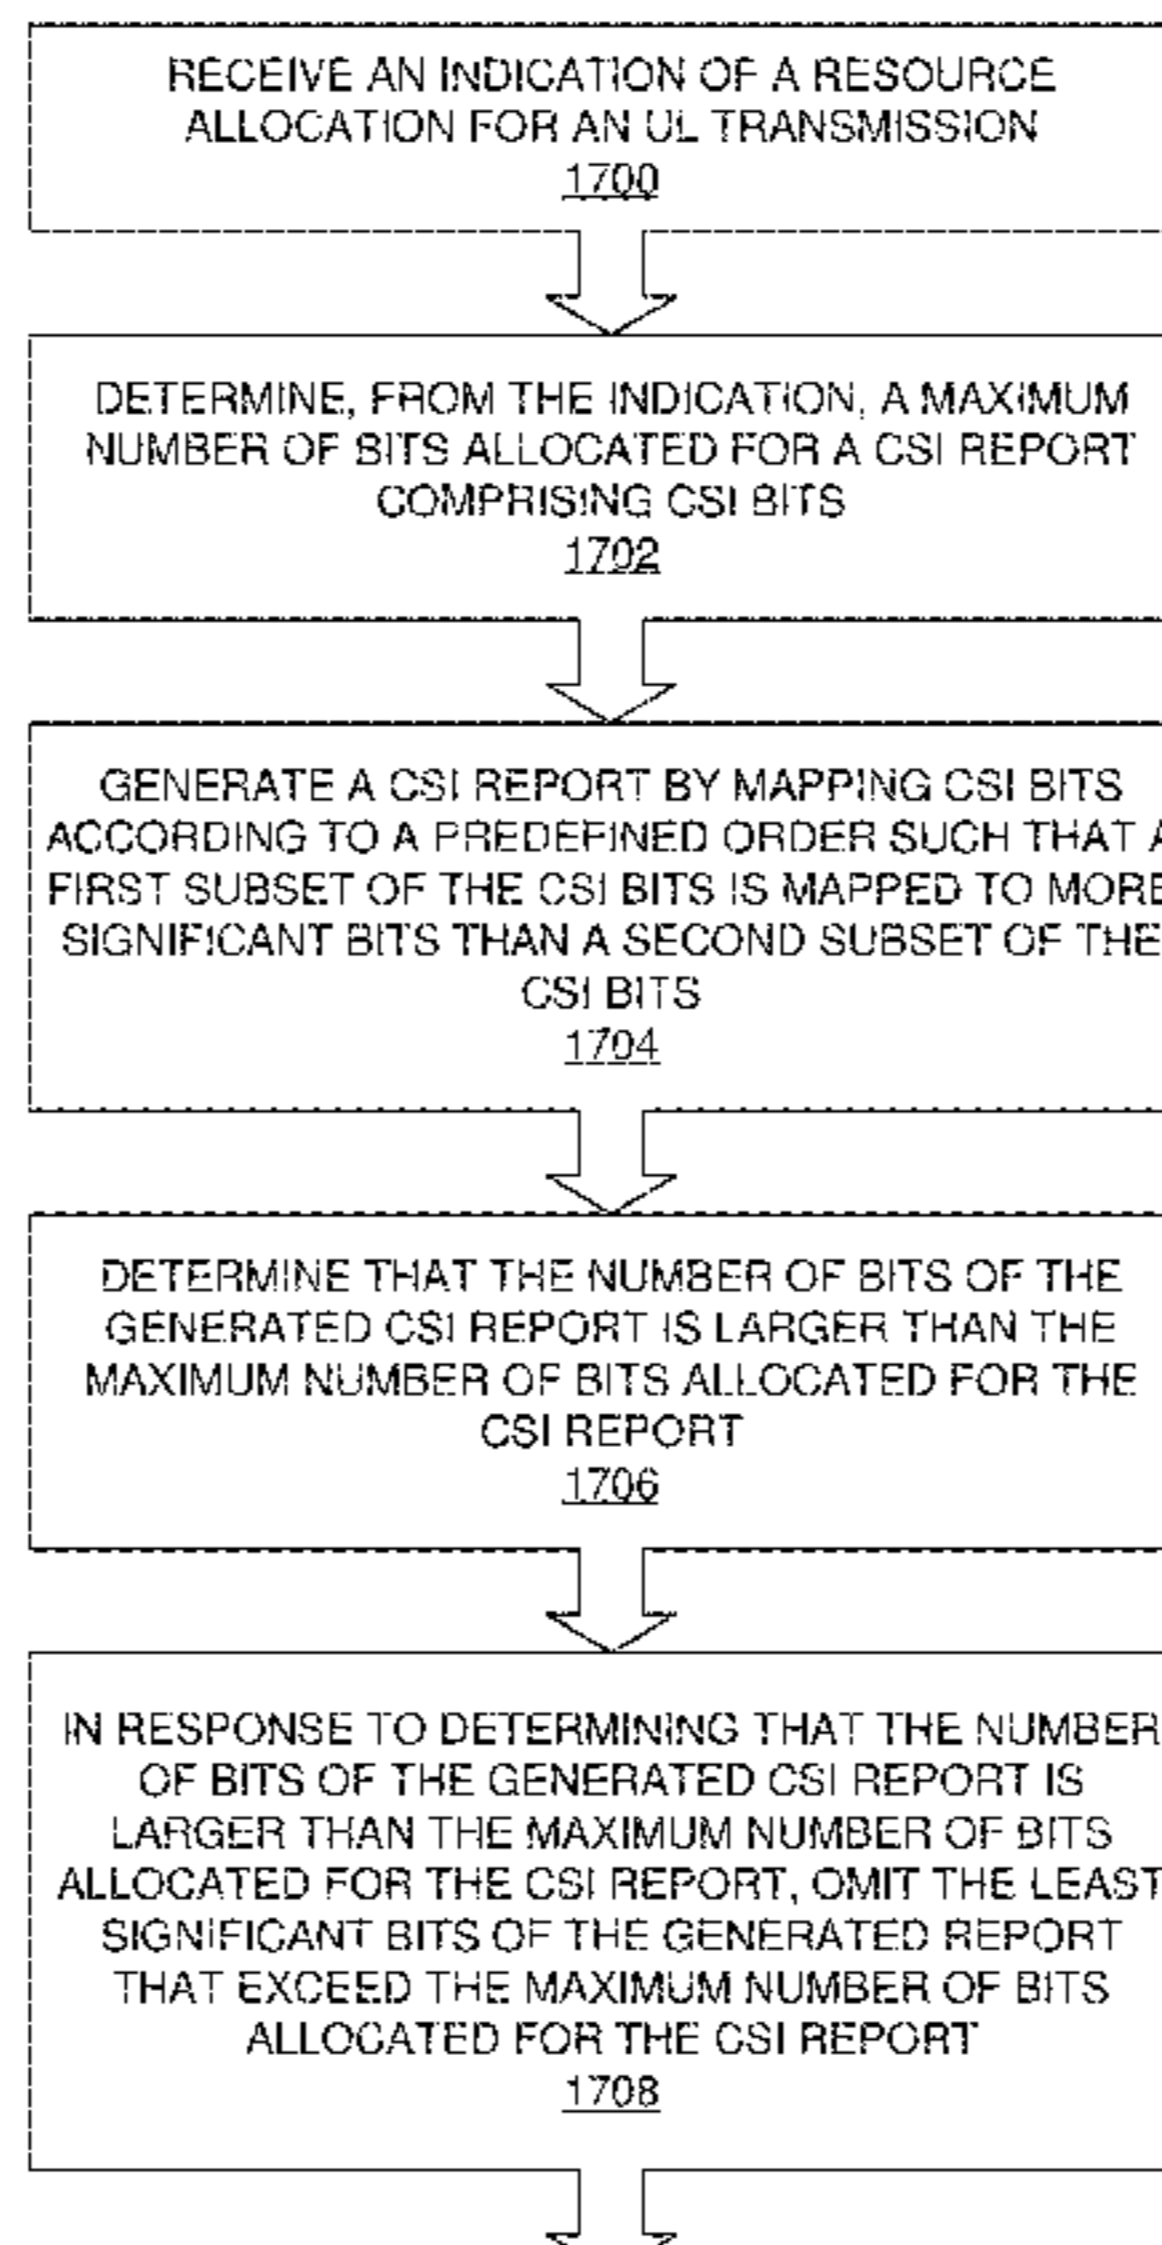 RECEIVE AN INDICATION OF A RESOURCE
ALLOCATION FOR AN UL TRANSMISSION
1700
DETERMINE, FROM THE INDICATION, A MAXIMUM
NUMBER OF BITS ALLOCATED FOR A CSI REPORT
COMPRISING CSI BITS
1702
GENERATE A CSI REPORT BY MAPPING CSI BITS
ACCORDING TO A PREDEFINED ORDER SUCH THAT A
FIRST SUBSET OF THE CSI BITS IS MAPPED TO MORE
SIGNIFICANT BITS THAN A SECOND SUBSET OF THE
CSI BITS
1704
DETERMINE THAT THE NUMBER OF BITS OF THE
GENERATED CSI REPORT IS LARGER THAN THE
MAXIMUM NUMBER OF BITS ALLOCATED FOR THE
CSI REPORT
1706
IN RESPONSE TO DETERMINING THAT THE NUMBER
OF BITS OF THE GENERATED CSI REPORT IS
LARGER THAN THE MAXIMUM NUMBER OF BITS
ALLOCATED FOR THE CSI REPORT, OMIT THE LEAST
SIGNIFICANT BITS OF THE GENERATED REPORT
THAT EXCEED THE MAXIMUM NUMBER OF BITS
ALLOCATED FOR THE CSI REPORT
1708